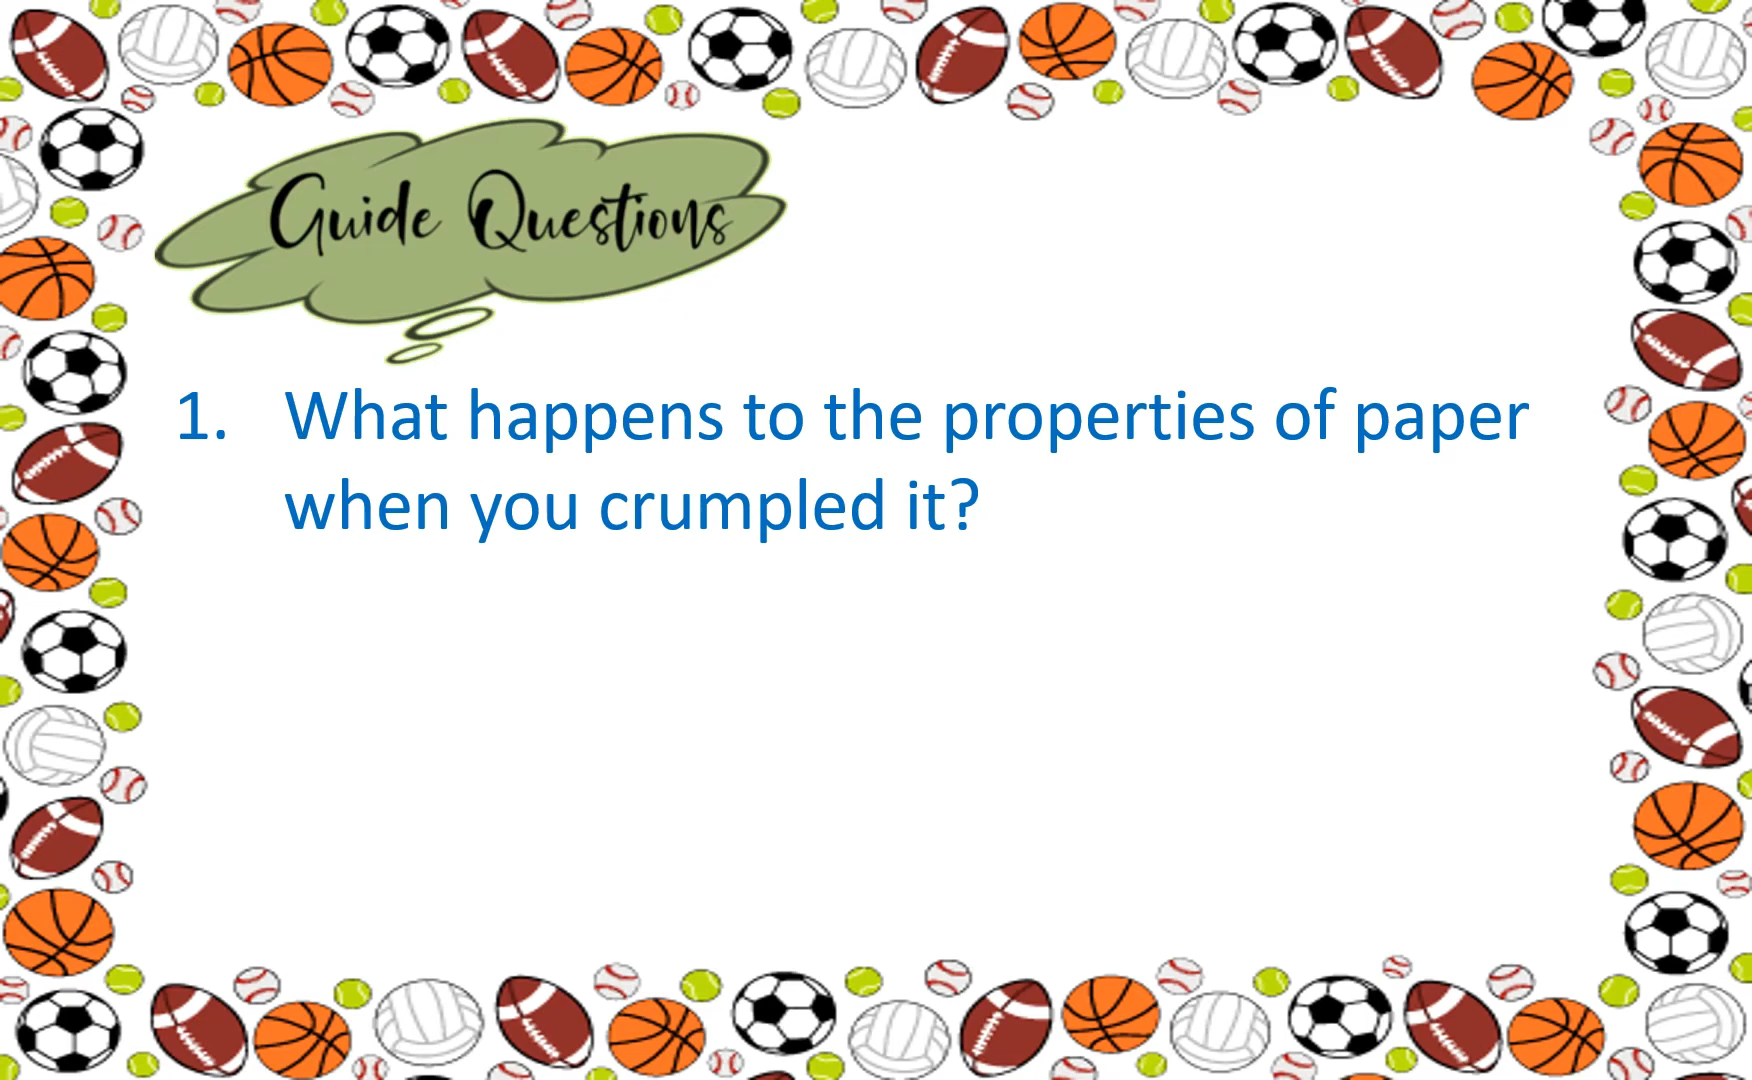 Guide Questions
1. What happens to the properties of paper
when you crumpled it?